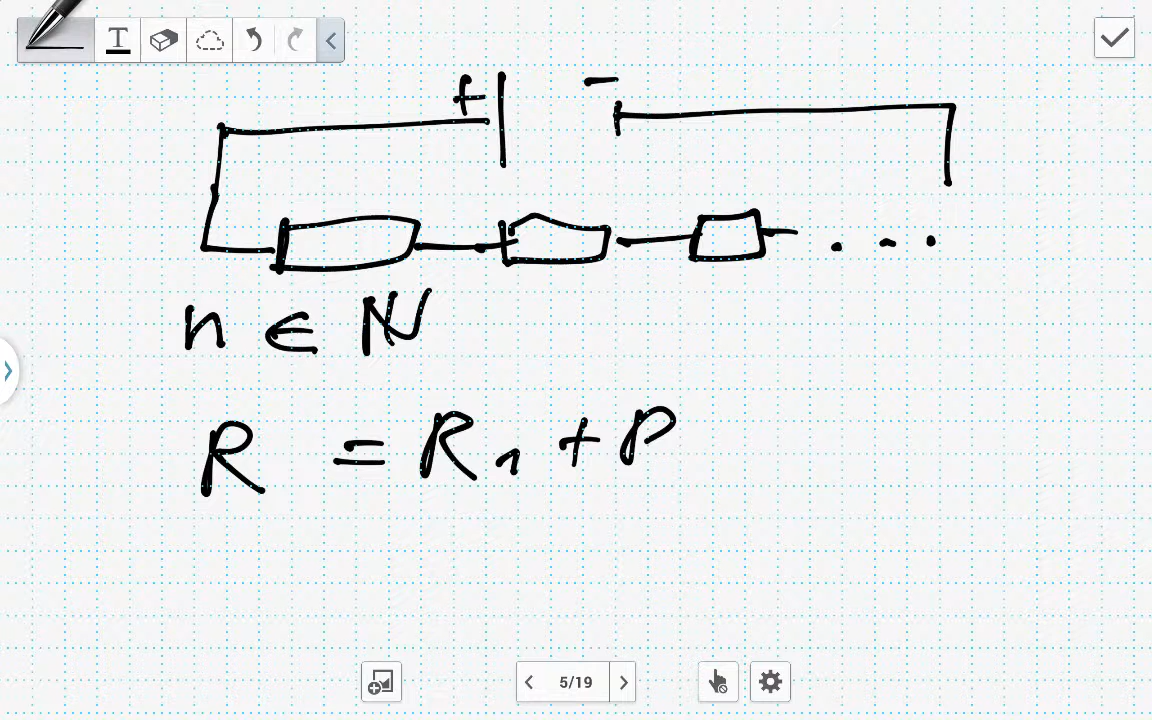 T
+ -
n ∈ ℕ
R = R₁ + P
5/19